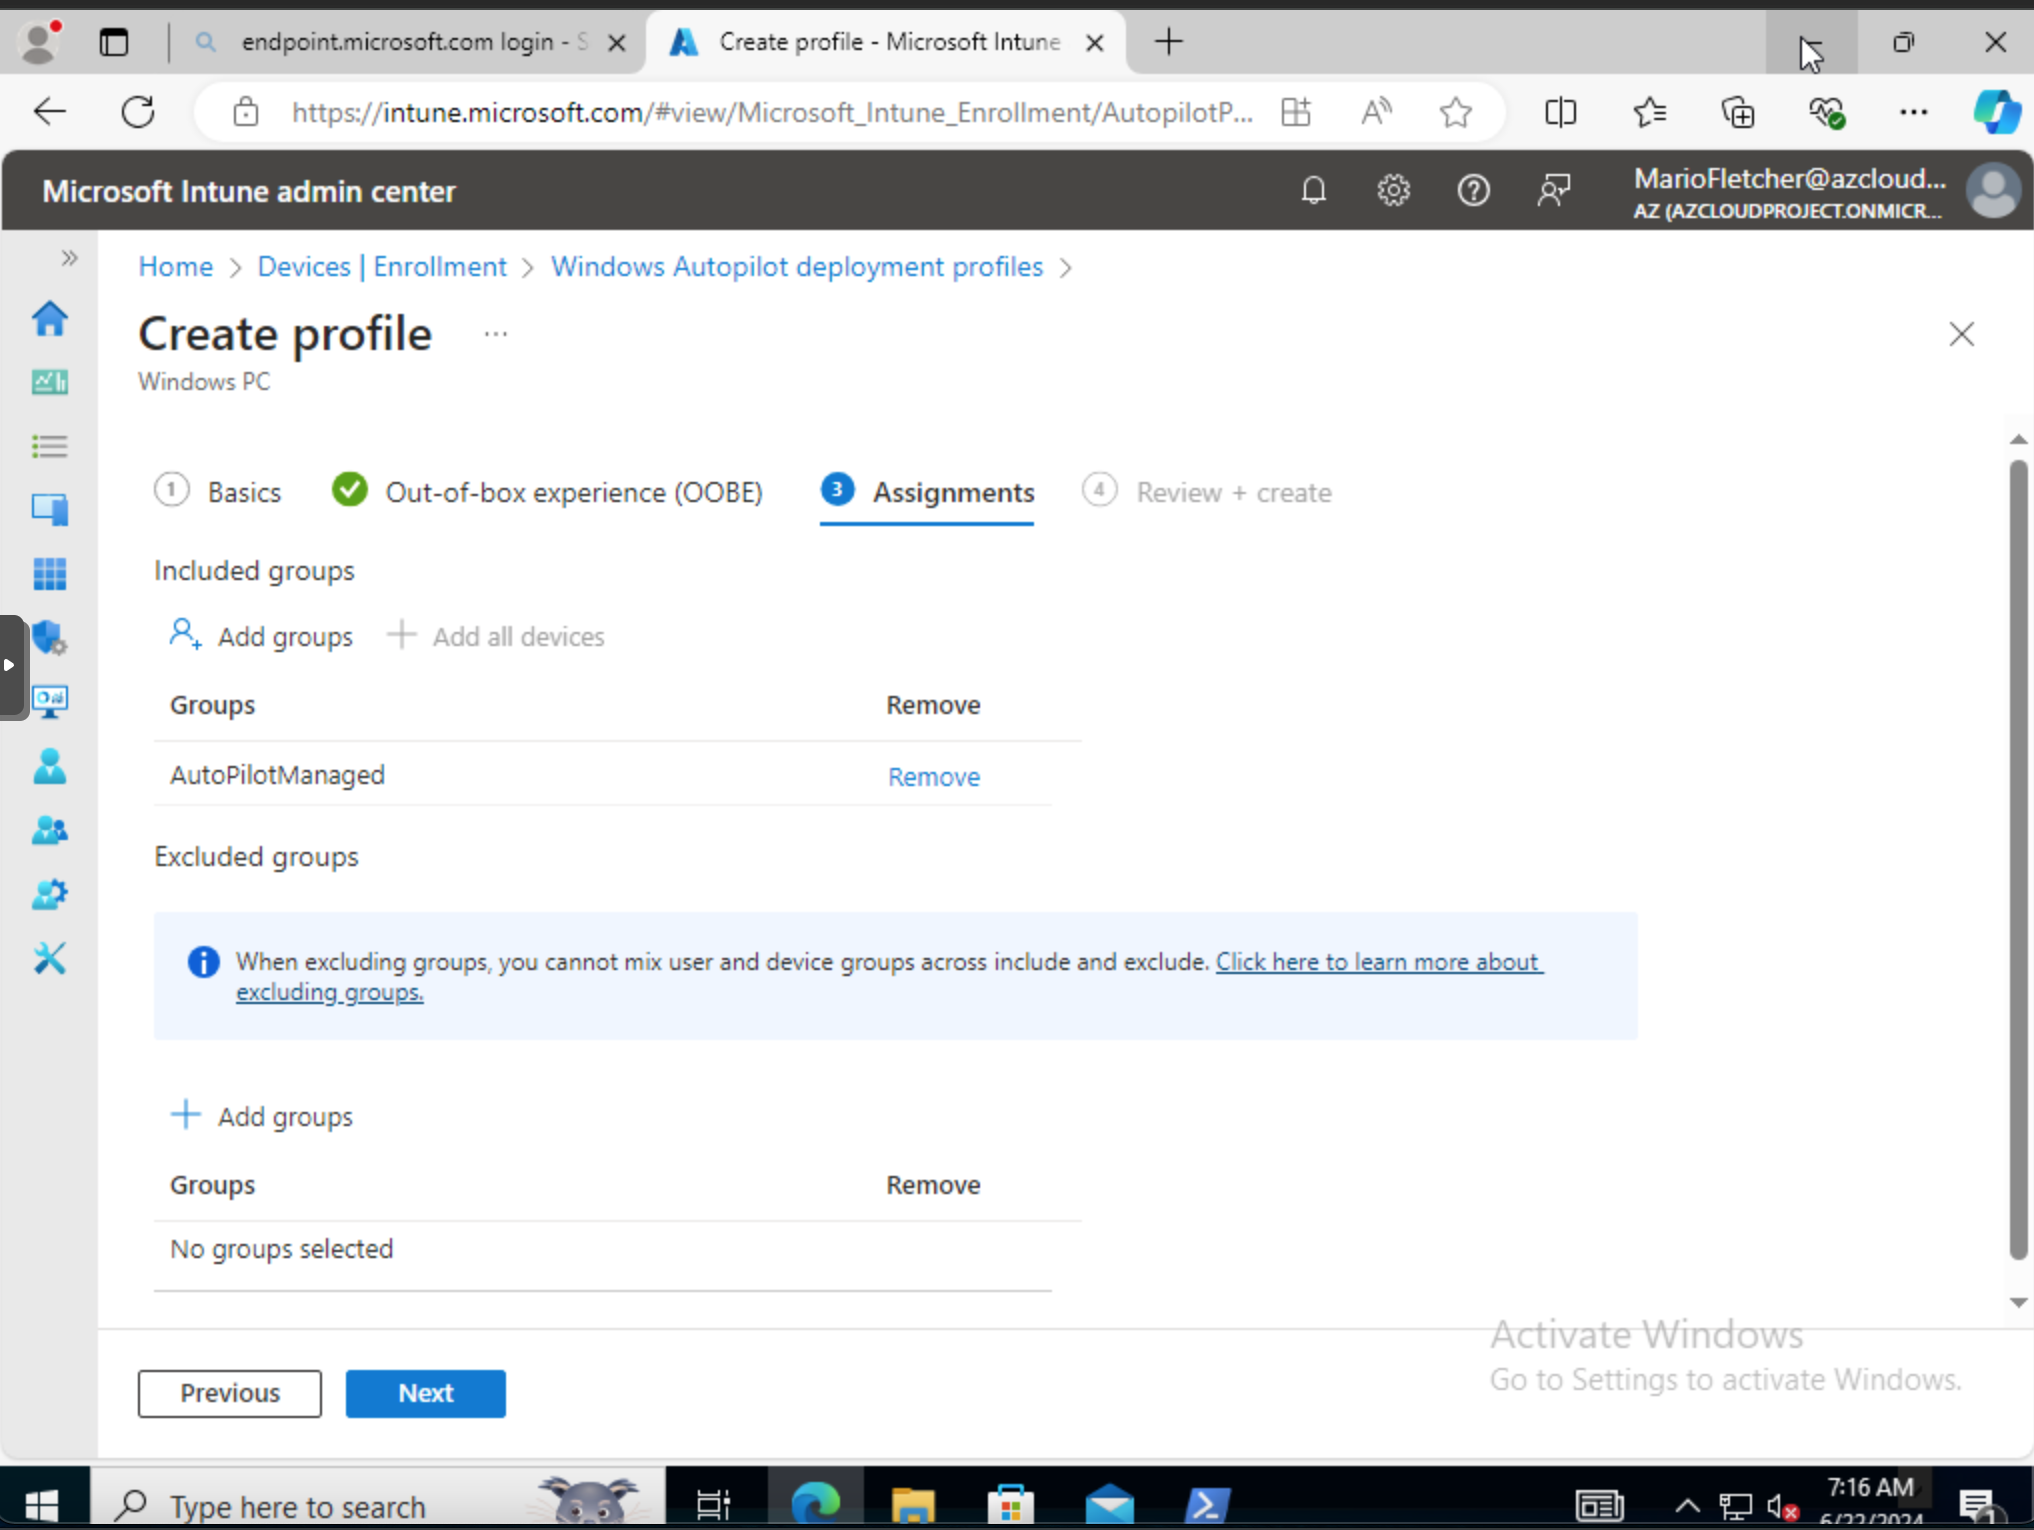 endpoint.microsoft.com login - S
Create profile - Microsoft Intune
https://intune.microsoft.com/#view/Microsoft_Intune_Enrollment/AutopilotP...
Microsoft Intune admin center
MarioFletcher@azcloud...
AZ (AZCLOUDPROJECT.ONMICR...
Home > Devices | Enrollment > Windows Autopilot deployment profiles >
Create profile ...
Windows PC
1 Basics
Out-of-box experience (OOBE)
3 Assignments
4 Review + create
Included groups
Add groups
Add all devices
Groups Remove
AutoPilotManaged Remove
Excluded groups
When excluding groups, you cannot mix user and device groups across include and exclude. Click here to learn more about
excluding groups.
Add groups
Groups Remove
No groups selected
Activate Windows
Go to Settings to activate Windows.
Previous Next
Type here to search
7:16 AM
6/22/2024
1